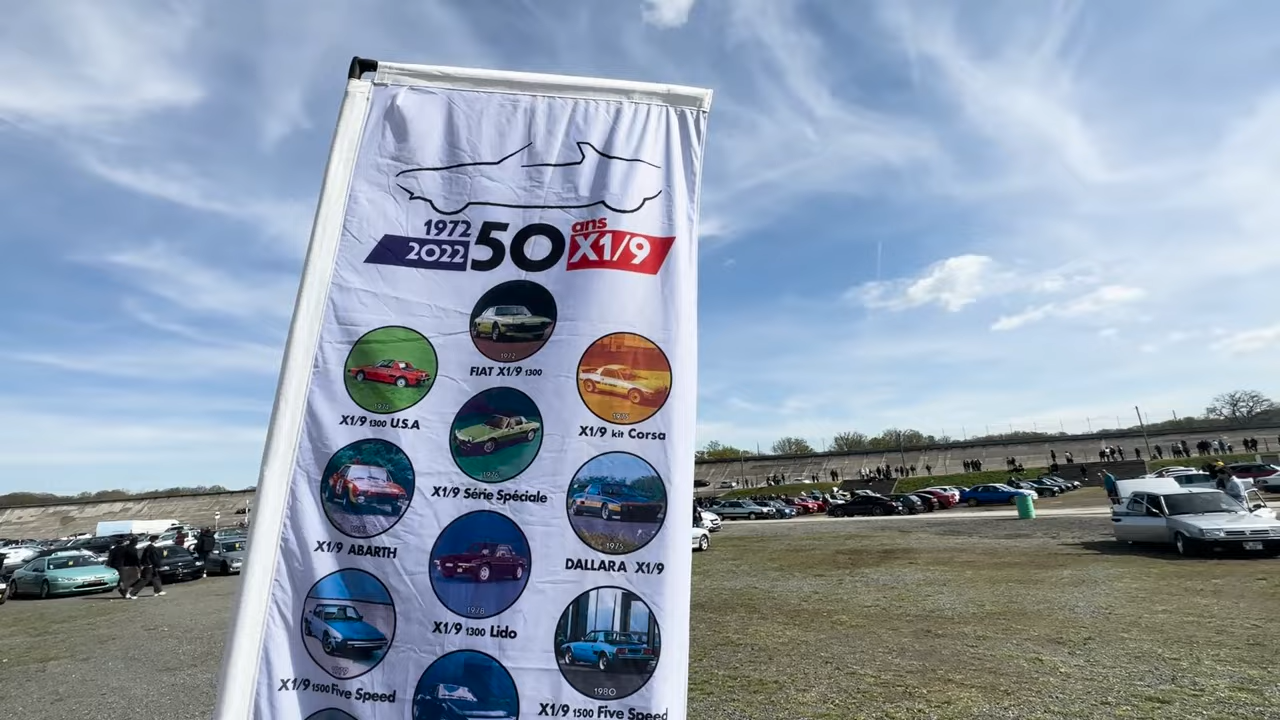 1972
2022
50
ans
X1/9
1972
FIAT X1/9 1300
X1/9 1300 U.S.A
X1/9 kit Corsa
1976
X1/9 Série Spéciale
X1/9 ABARTH
1975
DALLARA X1/9
1978
X1/9 1300 Lido
X1/9 1500 Five Speed
1980
X1/9 1500 Five Speed